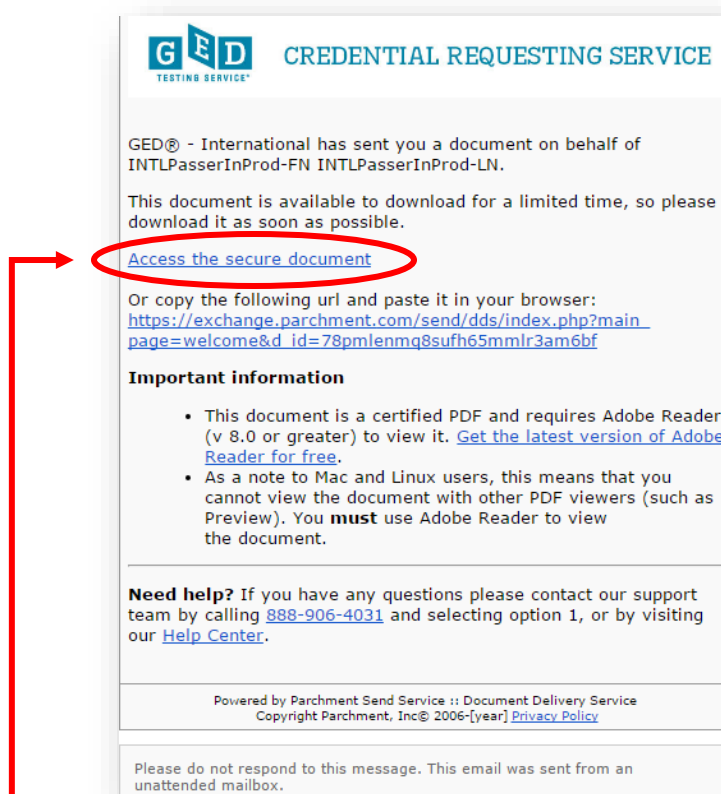 GED
TESTING SERVICE®
CREDENTIAL REQUESTING SERVICE
GED® - International has sent you a document on behalf of
INTLPasserInProd-FN INTLPasserInProd-LN.
This document is available to download for a limited time, so please
download it as soon as possible.
Access the secure document
Or copy the following url and paste it in your browser:
https://exchange.parchment.com/send/dds/index.php?main_
page=welcome&d_id=78pmlenmq8sufh65mmlr3am6bf
Important information
• This document is a certified PDF and requires Adobe Reader
(v 8.0 or greater) to view it. Get the latest version of Adobe
Reader for free.
• As a note to Mac and Linux users, this means that you
cannot view the document with other PDF viewers (such as
Preview). You must use Adobe Reader to view
the document.
Need help? If you have any questions please contact our support
team by calling 888-906-4031 and selecting option 1, or by visiting
our Help Center.
Powered by Parchment Send Service :: Document Delivery Service
Copyright Parchment, Inc© 2006-[year] Privacy Policy
Please do not respond to this message. This email was sent from an
unattended mailbox.